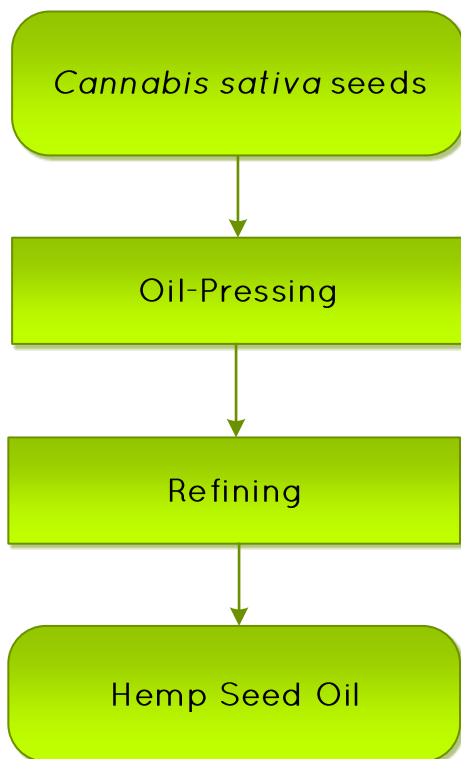 Cannabis sativa seeds
Oil-Pressing
Refining
Hemp Seed Oil